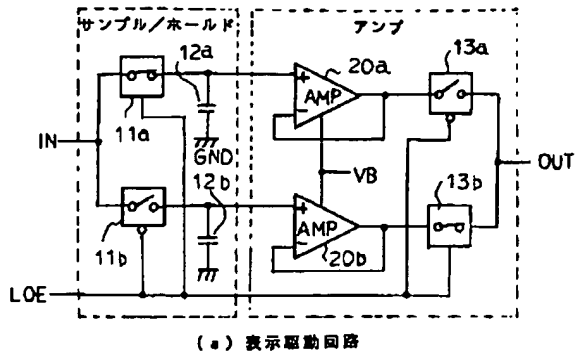 サンプル/ホールド
アンプ
12a
20a
13a
+
AMP
-
11a
IN
GND
VB
OUT
12b
13b
+
AMP
-
11b
20b
LOE
(a) 表示駆動回路